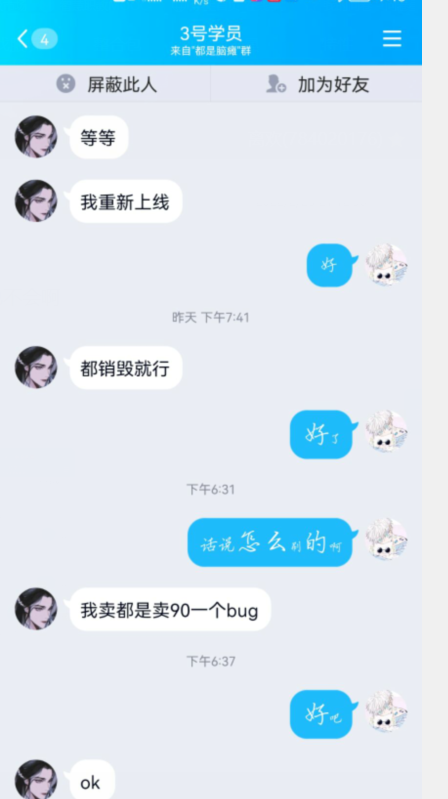 K/s
4
3号学员
来自"都是脑瘫"群
屏蔽此人
加为好友
等等
我重新上线
好
昨天 下午7:41
都销毁就行
好了
下午6:31
话说怎么别的啊
我卖都是卖90一个bug
下午6:37
好吧
ok